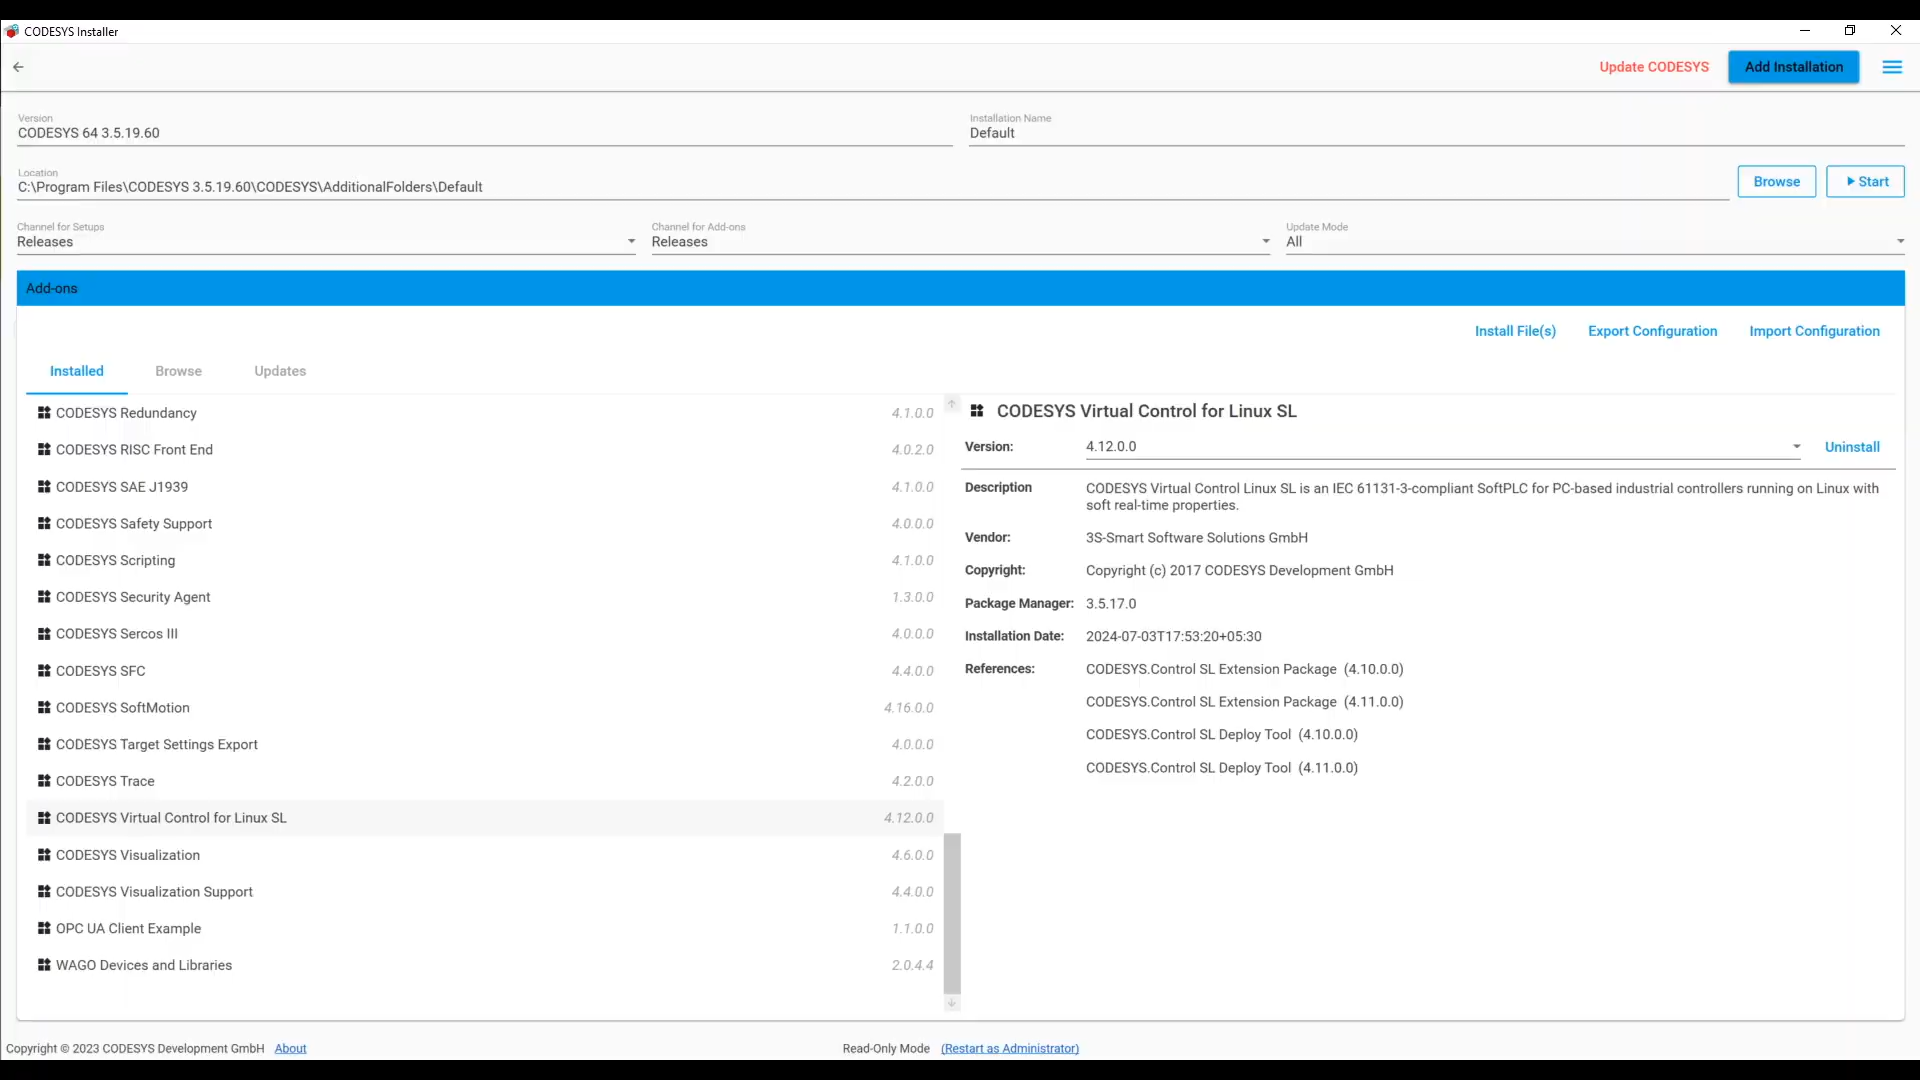 CODESYS Installer
Update CODESYS
Add Installation
Version
CODESYS 64 3.5.19.60
Installation Name
Default
Location
C:\Program Files\CODESYS 3.5.19.60\CODESYS\AdditionalFolders\Default
Browse
Start
Channel for Setups
Releases
Channel for Add-ons
Releases
Update Mode
All
Add-ons
Install File(s)
Export Configuration
Import Configuration
Installed
Browse
Updates
CODESYS Redundancy 4.1.0.0
CODESYS RISC Front End 4.0.2.0
CODESYS SAE J1939 4.1.0.0
CODESYS Safety Support 4.0.0.0
CODESYS Scripting 4.1.0.0
CODESYS Security Agent 1.3.0.0
CODESYS Sercos III 4.0.0.0
CODESYS SFC 4.4.0.0
CODESYS SoftMotion 4.16.0.0
CODESYS Target Settings Export 4.0.0.0
CODESYS Trace 4.2.0.0
CODESYS Virtual Control for Linux SL 4.12.0.0
CODESYS Visualization 4.6.0.0
CODESYS Visualization Support 4.4.0.0
OPC UA Client Example 1.1.0.0
WAGO Devices and Libraries 2.0.4.4
CODESYS Virtual Control for Linux SL
Version: 4.12.0.0 Uninstall
Description CODESYS Virtual Control Linux SL is an IEC 61131-3-compliant SoftPLC for PC-based industrial controllers running on Linux with
soft real-time properties.
Vendor: 3S-Smart Software Solutions GmbH
Copyright: Copyright (c) 2017 CODESYS Development GmbH
Package Manager: 3.5.17.0
Installation Date: 2024-07-03T17:53:20+05:30
References: CODESYS.Control SL Extension Package (4.10.0.0)
CODESYS.Control SL Extension Package (4.11.0.0)
CODESYS.Control SL Deploy Tool (4.10.0.0)
CODESYS.Control SL Deploy Tool (4.11.0.0)
Copyright © 2023 CODESYS Development GmbH About
Read-Only Mode (Restart as Administrator)